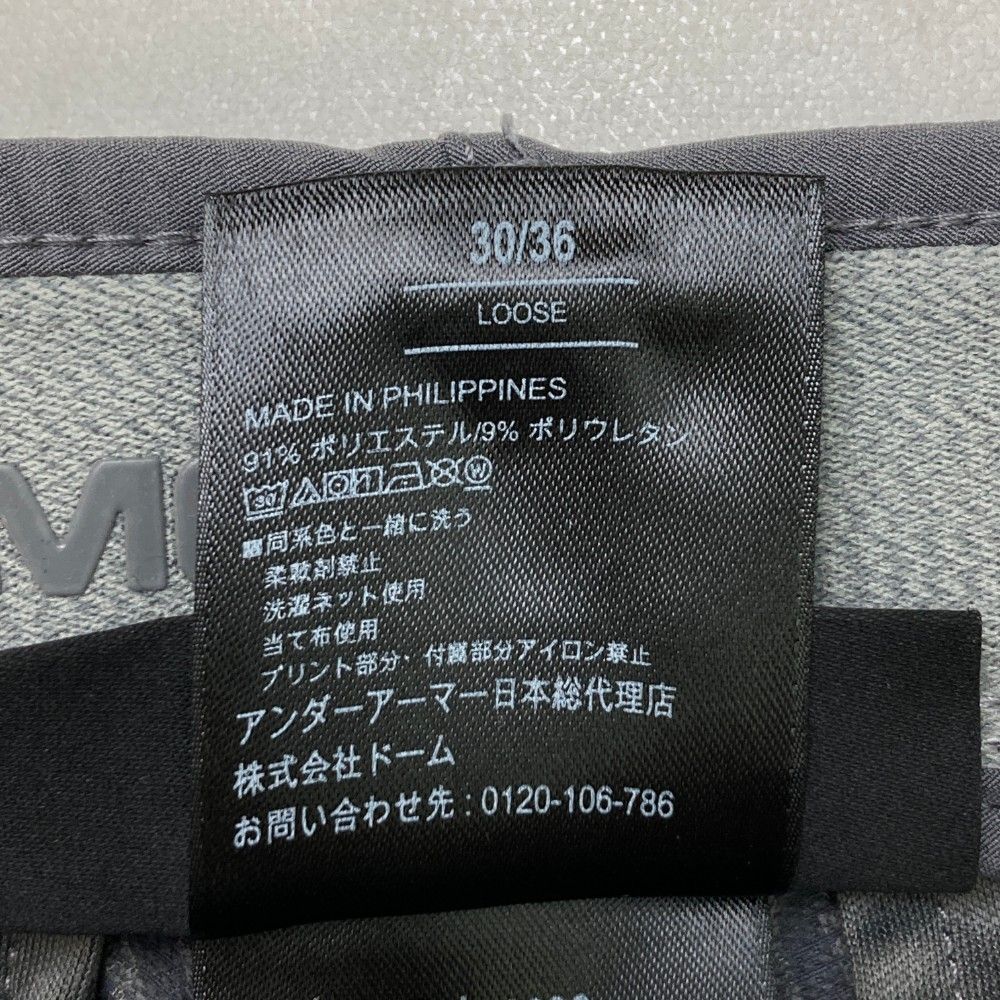 30/36
LOOSE
MADE IN PHILIPPINES
91% ポリエステル/9% ポリウレタン
30 W
■同系色と一緒に洗う
柔軟剤禁止
洗濯ネット使用
当て布使用
プリント部分、付属部分アイロン禁止
アンダーアーマー日本総代理店
株式会社ドーム
お問い合わせ先：0120-106-786